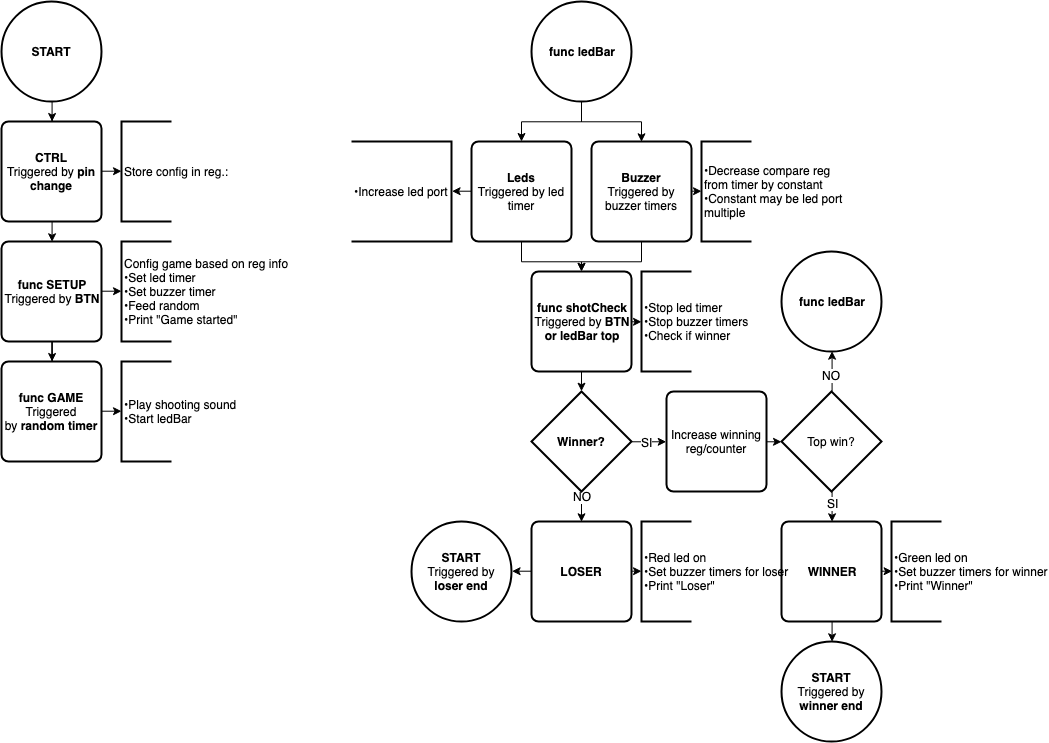 START
CTRL
Triggered by pin
change
Store config in reg.:
func SETUP
Triggered by BTN
Config game based on reg info
•Set led timer
•Set buzzer timer
•Feed random
•Print "Game started"
func GAME
Triggered
by random timer
•Play shooting sound
•Start ledBar
func ledBar
•Increase led port
Leds
Triggered by led
timer
Buzzer
Triggered by
buzzer timers
•Decrease compare reg
from timer by constant
•Constant may be led port
multiple
func shotCheck
Triggered by BTN
or ledBar top
•Stop led timer
•Stop buzzer timers
•Check if winner
func ledBar
NO
Winner?
SI
Increase winning
reg/counter
Top win?
NO
SI
START
Triggered by
loser end
LOSER
•Red led on
•Set buzzer timers for loser
•Print "Loser"
WINNER
•Green led on
•Set buzzer timers for winner
•Print "Winner"
START
Triggered by
winner end